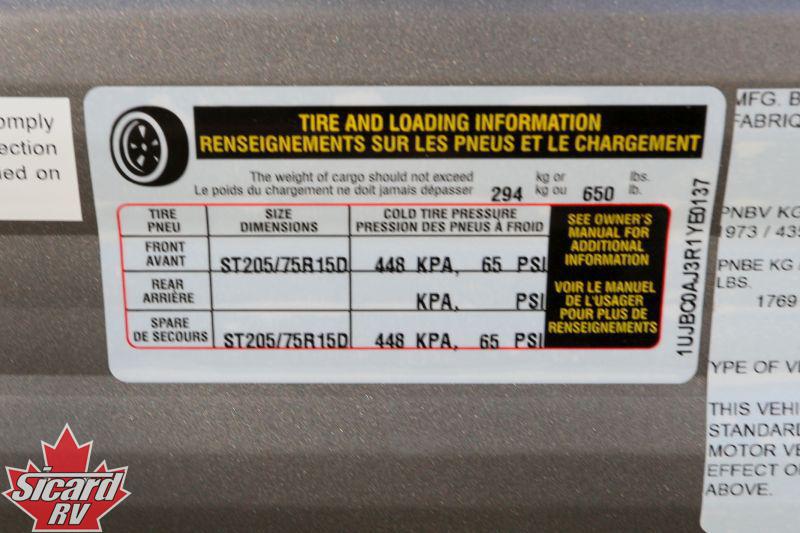 omply
ection
ed on
TIRE AND LOADING INFORMATION
RENSEIGNEMENTS SUR LES PNEUS ET LE CHARGEMENT
The weight of cargo should not exceed kg or lbs.
Le poids du chargement ne doit jamais dépasser 294 kg ou 650 lb.
TIRE SIZE COLD TIRE PRESSURE
PNEU DIMENSIONS PRESSION DES PNEUS À FROID
FRONT
AVANT ST205/75R15D 448 KPA, 65 PSI
REAR
ARRIÈRE KPA, PSI
SPARE
DE SECOURS ST205/75R15D 448 KPA, 65 PSI
SEE OWNER'S
MANUAL FOR
ADDITIONAL
INFORMATION
VOIR LE MANUEL
DE L'USAGER
POUR PLUS DE
RENSEIGNEMENTS
1UJBC0AJ3R1YE0137
MFG. B
FABRIQ
PNBV KG
1973 / 435
PNBE KG
LBS.
1769
YPE OF VE
THIS VEHI
STANDARD
MOTOR VE
EFFECT O
ABOVE.
Sicard
RV